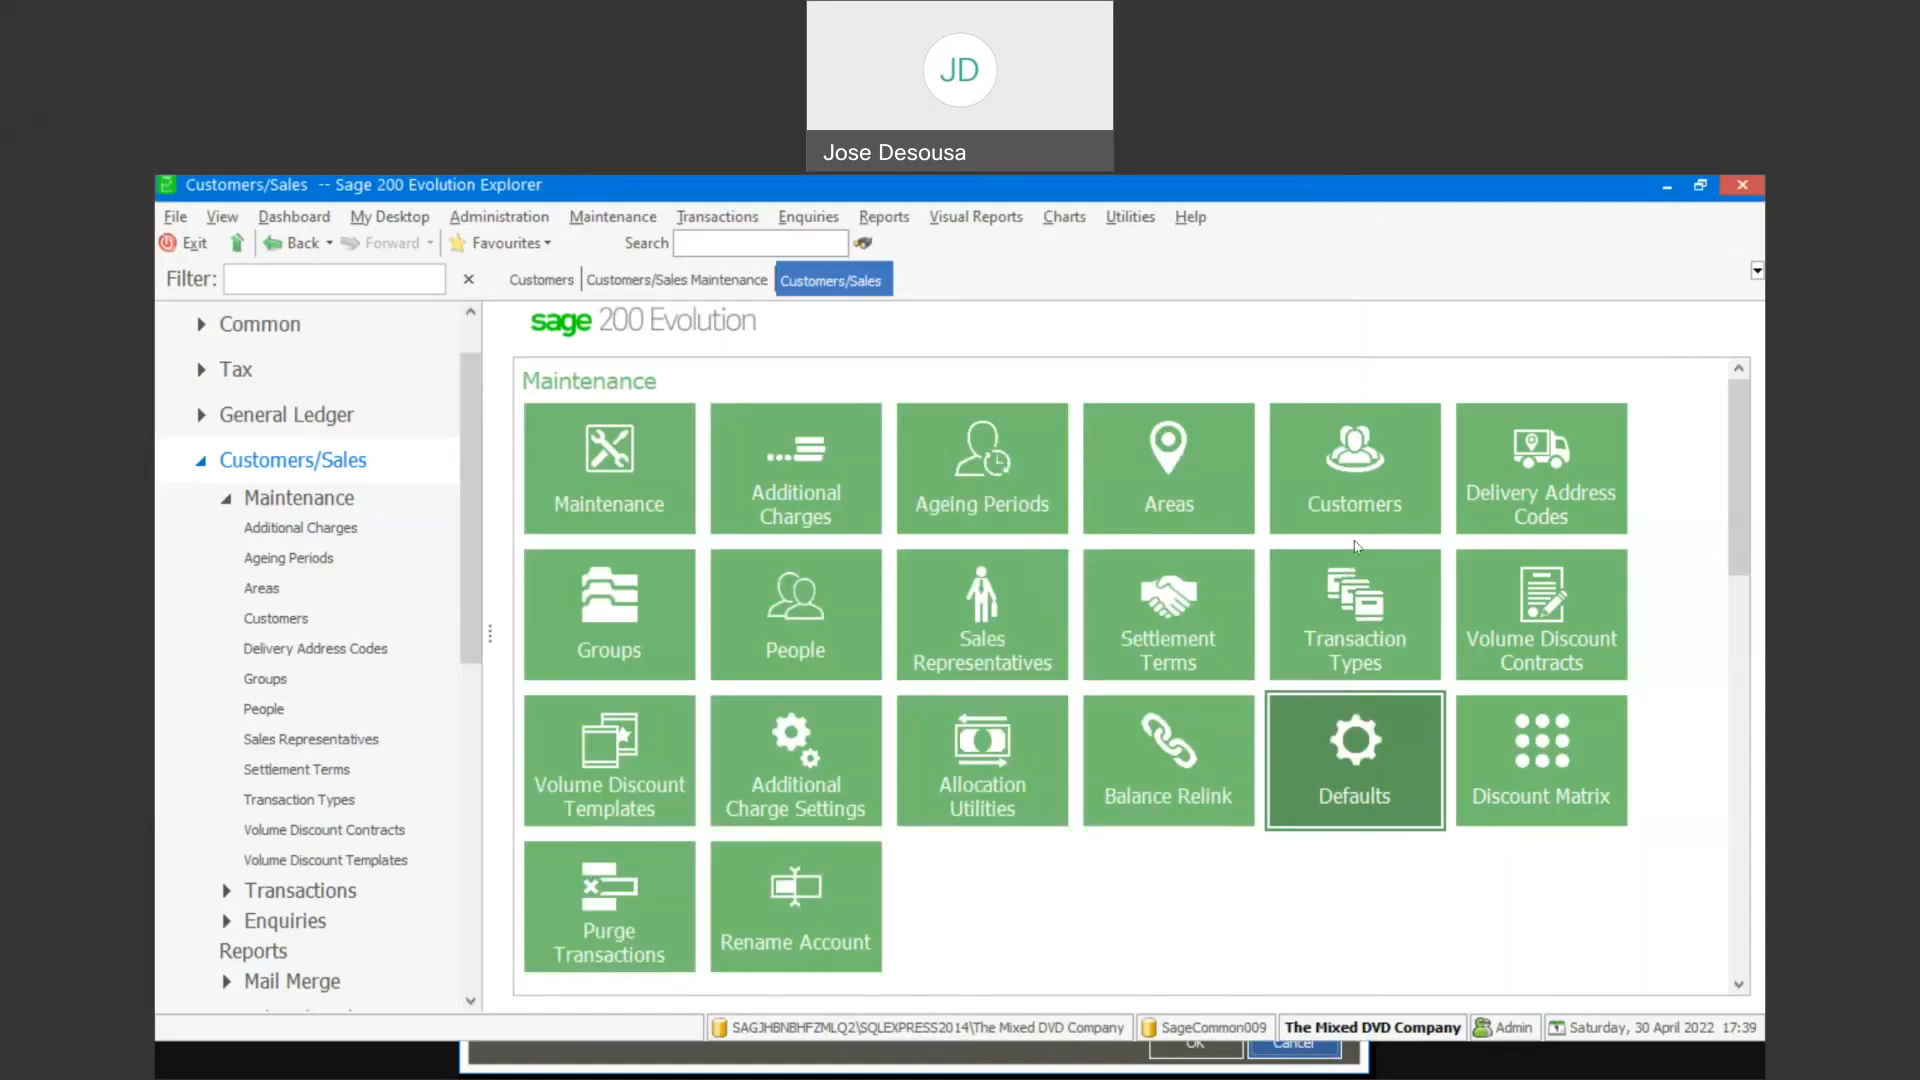 JD
Jose Desousa
Customers/Sales -- Sage 200 Evolution Explorer
File View Dashboard My Desktop Administration Maintenance Transactions Enquiries Reports Visual Reports Charts Utilities Help
Exit Back Forward Favourites Search
Filter: Customers Customers/Sales Maintenance Customers/Sales
Common
Tax
General Ledger
Customers/Sales
Maintenance
Additional Charges
Ageing Periods
Areas
Customers
Delivery Address Codes
Groups
People
Sales Representatives
Settlement Terms
Transaction Types
Volume Discount Contracts
Volume Discount Templates
Transactions
Enquiries
Reports
Mail Merge
sage 200 Evolution
Maintenance
Maintenance
Additional
Charges
Ageing Periods
Areas
Customers
Delivery Address
Codes
Groups
People
Sales
Representatives
Settlement
Terms
Transaction
Types
Volume Discount
Contracts
Volume Discount
Templates
Additional
Charge Settings
Allocation
Utilities
Balance Relink
Defaults
Discount Matrix
Purge
Transactions
Rename Account
SAGJHBNBHFZMLQ2\SQLEXPRESS2014\The Mixed DVD Company SageCommon009 The Mixed DVD Company Admin Saturday, 30 April 2022 17:39
OK Cancel